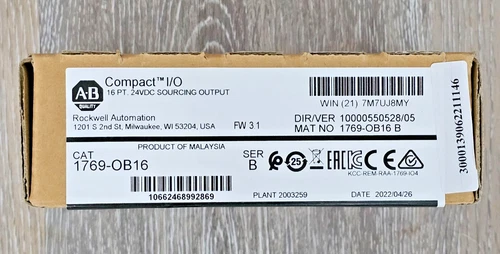 A·B
QUALITY
Compact™ I/O
16 PT. 24VDC SOURCING OUTPUT
Rockwell Automation
1201 S 2nd St, Milwaukee, WI 53204, USA
FW 3.1
WIN (21) 7M7UJ8MY
DIR/VER 10000550528/05
MAT NO 1769-OB16 B
PRODUCT OF MALAYSIA
CAT
1769-OB16
SER
B
25
EAC
CE
KCC-REM-RAA-1769-IO4
10662468992869
PLANT 2003259
DATE 2022/04/26
3000139062211146